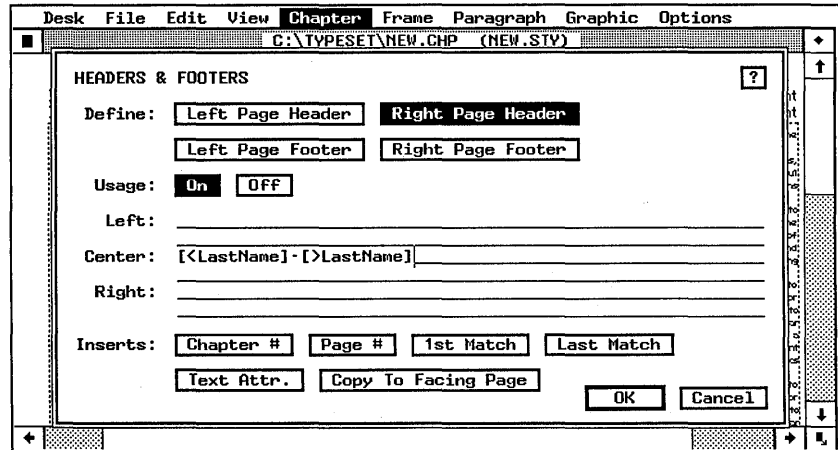 Desk File Edit View Chapter Frame Paragraph Graphic Options
C:\TYPESET\NEW.CHP (NEW.STY)
HEADERS & FOOTERS
?
Define: Left Page Header Right Page Header
Left Page Footer Right Page Footer
Usage: On Off
Left:
Center: [<LastName]-[>LastName]
Right:
Inserts: Chapter # Page # 1st Match Last Match
Text Attr. Copy To Facing Page
OK Cancel